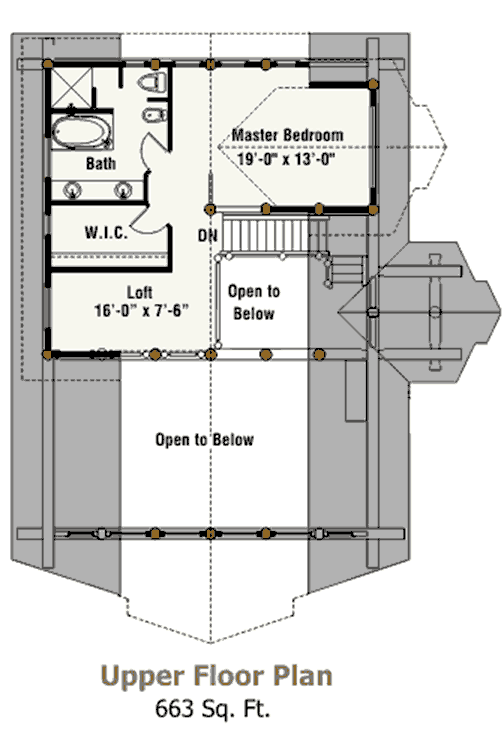 Master Bedroom
19'-0" x 13'-0"
Bath
W.I.C.
DN
Loft
16'-0" x 7'-6"
Open to
Below
Open to Below
Upper Floor Plan
663 Sq. Ft.